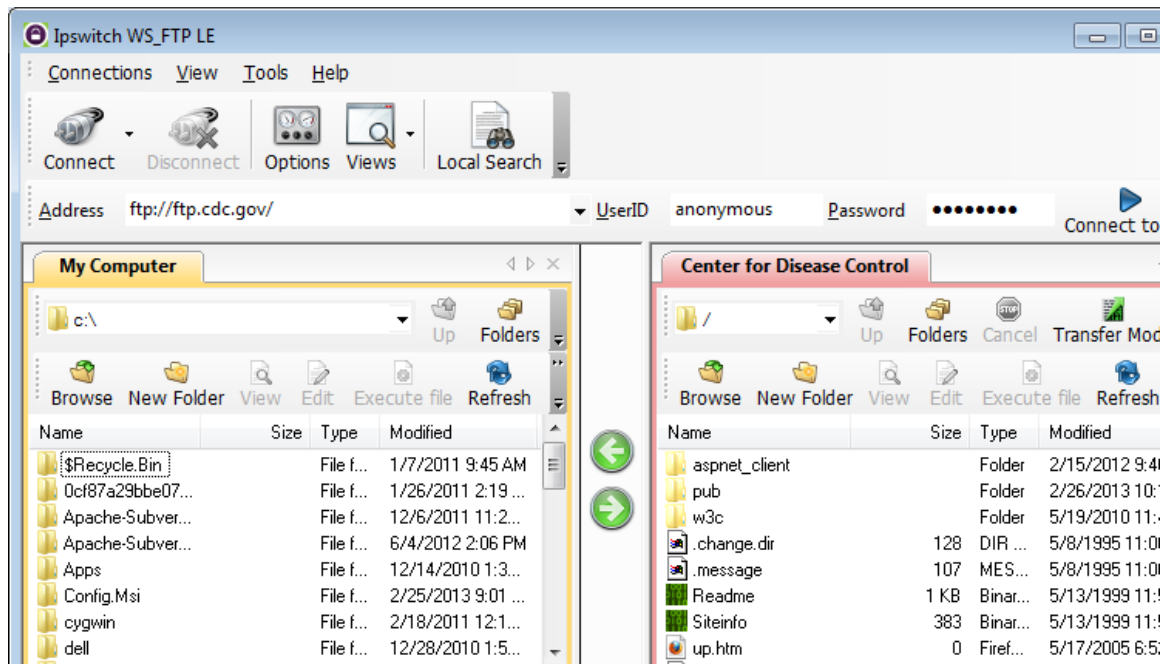 Ipswitch WS_FTP LE
Connections View Tools Help
Connect Disconnect Options Views Local Search
Address ftp://ftp.cdc.gov/ UserID anonymous Password ●●●●●●●● Connect to
My Computer
c:\ Up Folders
Browse New Folder View Edit Execute file Refresh
Name Size Type Modified
$Recycle.Bin File f... 1/7/2011 9:45 AM
0cf87a29bbe07... File f... 1/26/2011 2:19 ...
Apache-Subver... File f... 12/6/2011 11:2...
Apache-Subver... File f... 6/4/2012 2:06 PM
Apps File f... 12/14/2010 1:3...
Config.Msi File f... 2/25/2013 9:01 ...
cygwin File f... 2/18/2011 12:1...
dell File f... 12/28/2010 1:5...
Center for Disease Control
/ Up Folders Cancel STOP Transfer Mod
Browse New Folder View Edit Execute file Refresh
Name Size Type Modified
aspnet_client Folder 2/15/2012 9:4
pub Folder 2/26/2013 10:
w3c Folder 5/19/2010 11:
.change.dir 128 DIR ... 5/8/1995 11:0
.message 107 MES... 5/8/1995 11:0
Readme 1 KB Binar... 5/13/1999 11:
Siteinfo 383 Binar... 5/13/1999 11:
up.htm 0 Firef... 5/17/2005 6:5